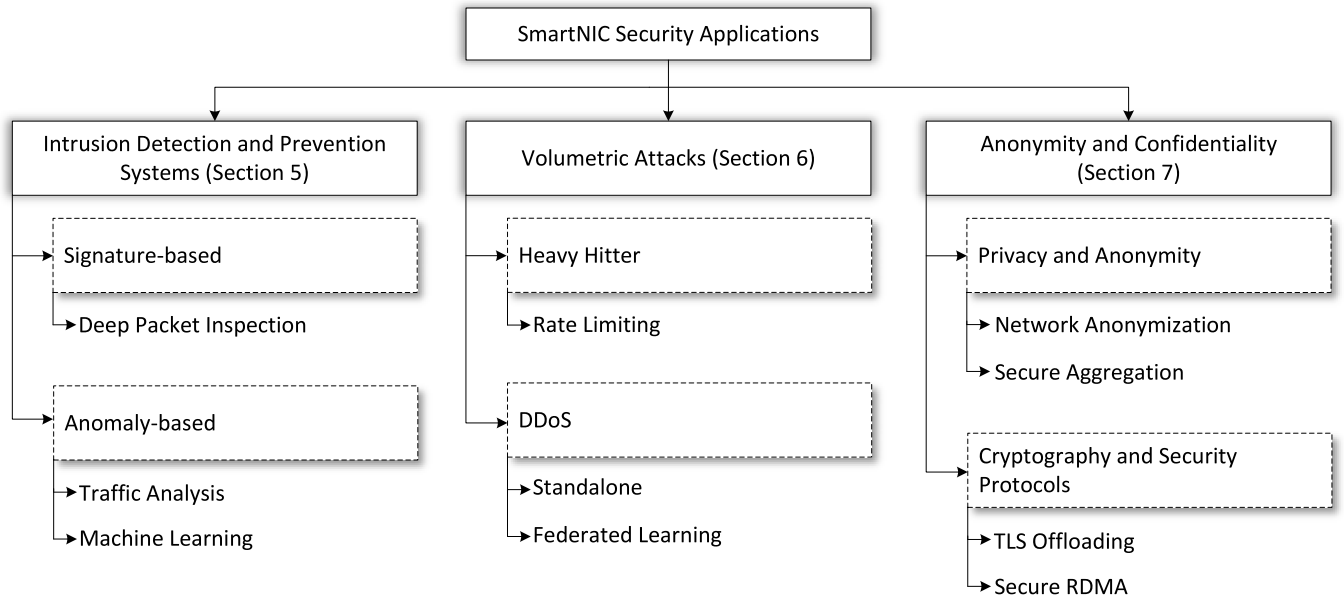 SmartNIC Security Applications
Intrusion Detection and Prevention
Systems (Section 5)
Signature-based
Deep Packet Inspection
Anomaly-based
Traffic Analysis
Machine Learning
Volumetric Attacks (Section 6)
Heavy Hitter
Rate Limiting
DDoS
Standalone
Federated Learning
Anonymity and Confidentiality
(Section 7)
Privacy and Anonymity
Network Anonymization
Secure Aggregation
Cryptography and Security
Protocols
TLS Offloading
Secure RDMA